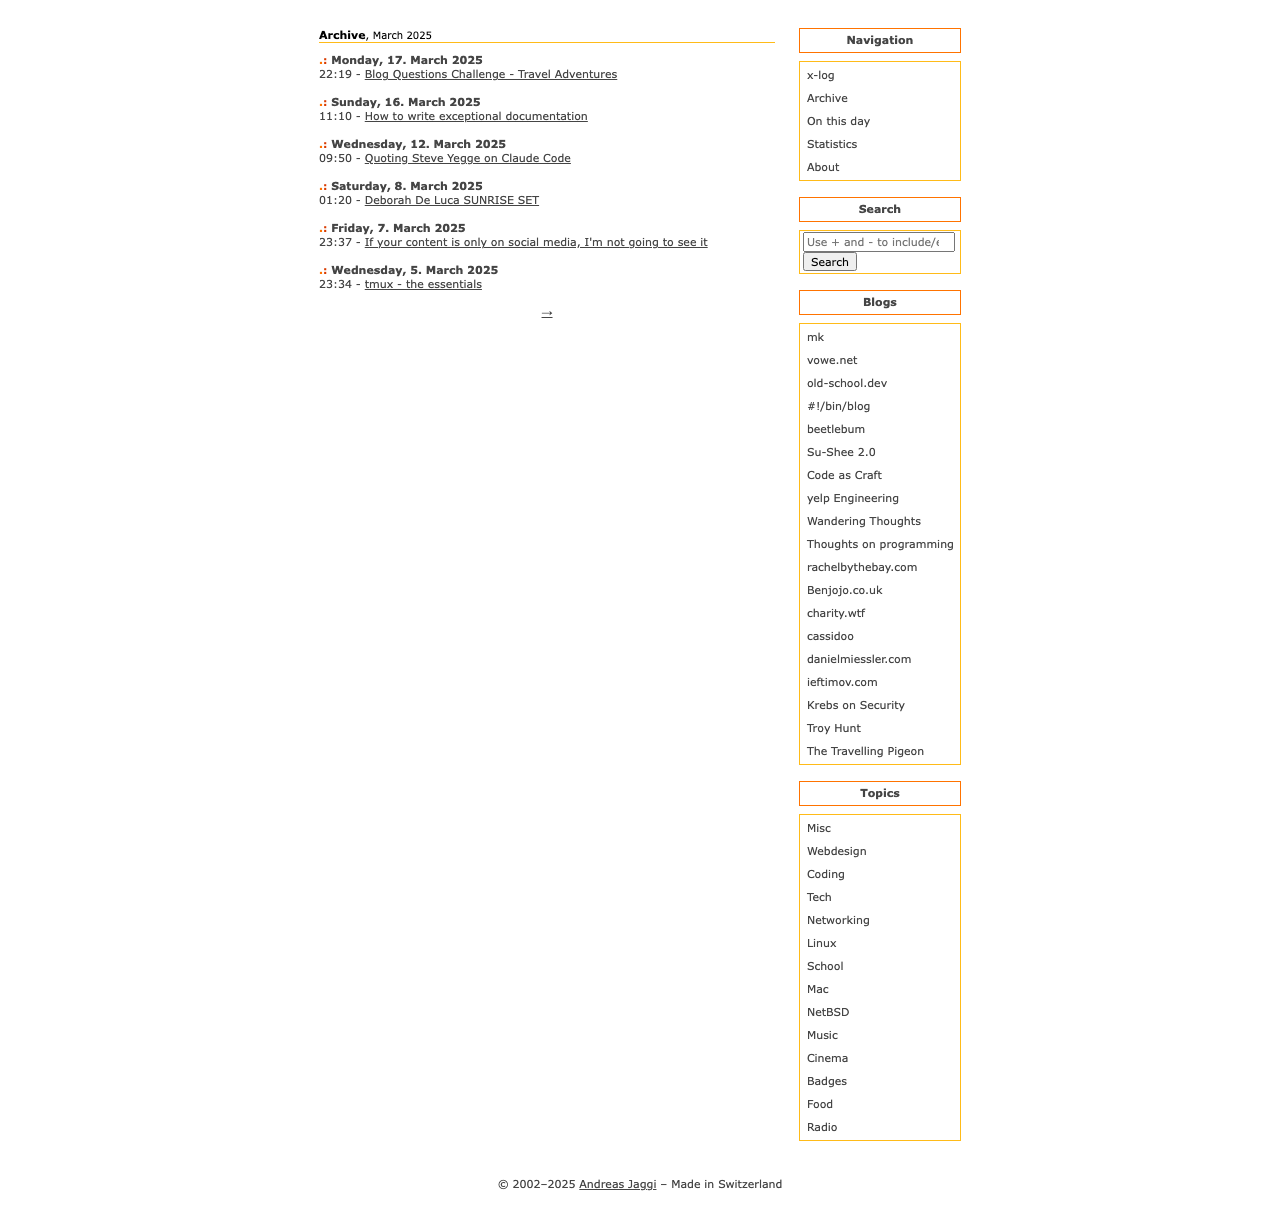 Archive, March 2025
.: Monday, 17. March 2025
22:19 - Blog Questions Challenge - Travel Adventures
.: Sunday, 16. March 2025
11:10 - How to write exceptional documentation
.: Wednesday, 12. March 2025
09:50 - Quoting Steve Yegge on Claude Code
.: Saturday, 8. March 2025
01:20 - Deborah De Luca SUNRISE SET
.: Friday, 7. March 2025
23:37 - If your content is only on social media, I'm not going to see it
.: Wednesday, 5. March 2025
23:34 - tmux - the essentials
→
Navigation
x-log
Archive
On this day
Statistics
About
Search
Use + and - to include/e
Search
Blogs
mk
vowe.net
old-school.dev
#!/bin/blog
beetlebum
Su-Shee 2.0
Code as Craft
yelp Engineering
Wandering Thoughts
Thoughts on programming
rachelbythebay.com
Benjojo.co.uk
charity.wtf
cassidoo
danielmiessler.com
ieftimov.com
Krebs on Security
Troy Hunt
The Travelling Pigeon
Topics
Misc
Webdesign
Coding
Tech
Networking
Linux
School
Mac
NetBSD
Music
Cinema
Badges
Food
Radio
© 2002–2025 Andreas Jaggi – Made in Switzerland